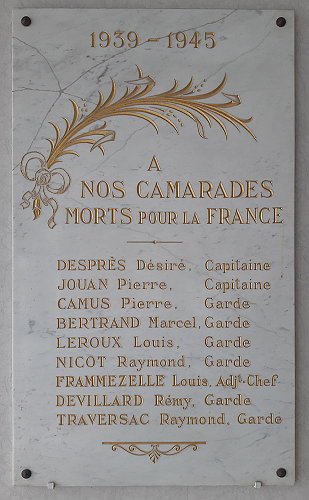 1939-1945
A
NOS CAMARADES
MORTS POUR LA FRANCE
DESPRÈS Désiré, Capitaine
JOUAN Pierre, Capitaine
CAMUS Pierre, Garde
BERTRAND Marcel, Garde
LEROUX Louis, Garde
NICOT Raymond, Garde
FRAMMEZELLE Louis, Adjt-Chef
DEVILLARD Rémy, Garde
TRAVERSAC Raymond, Garde